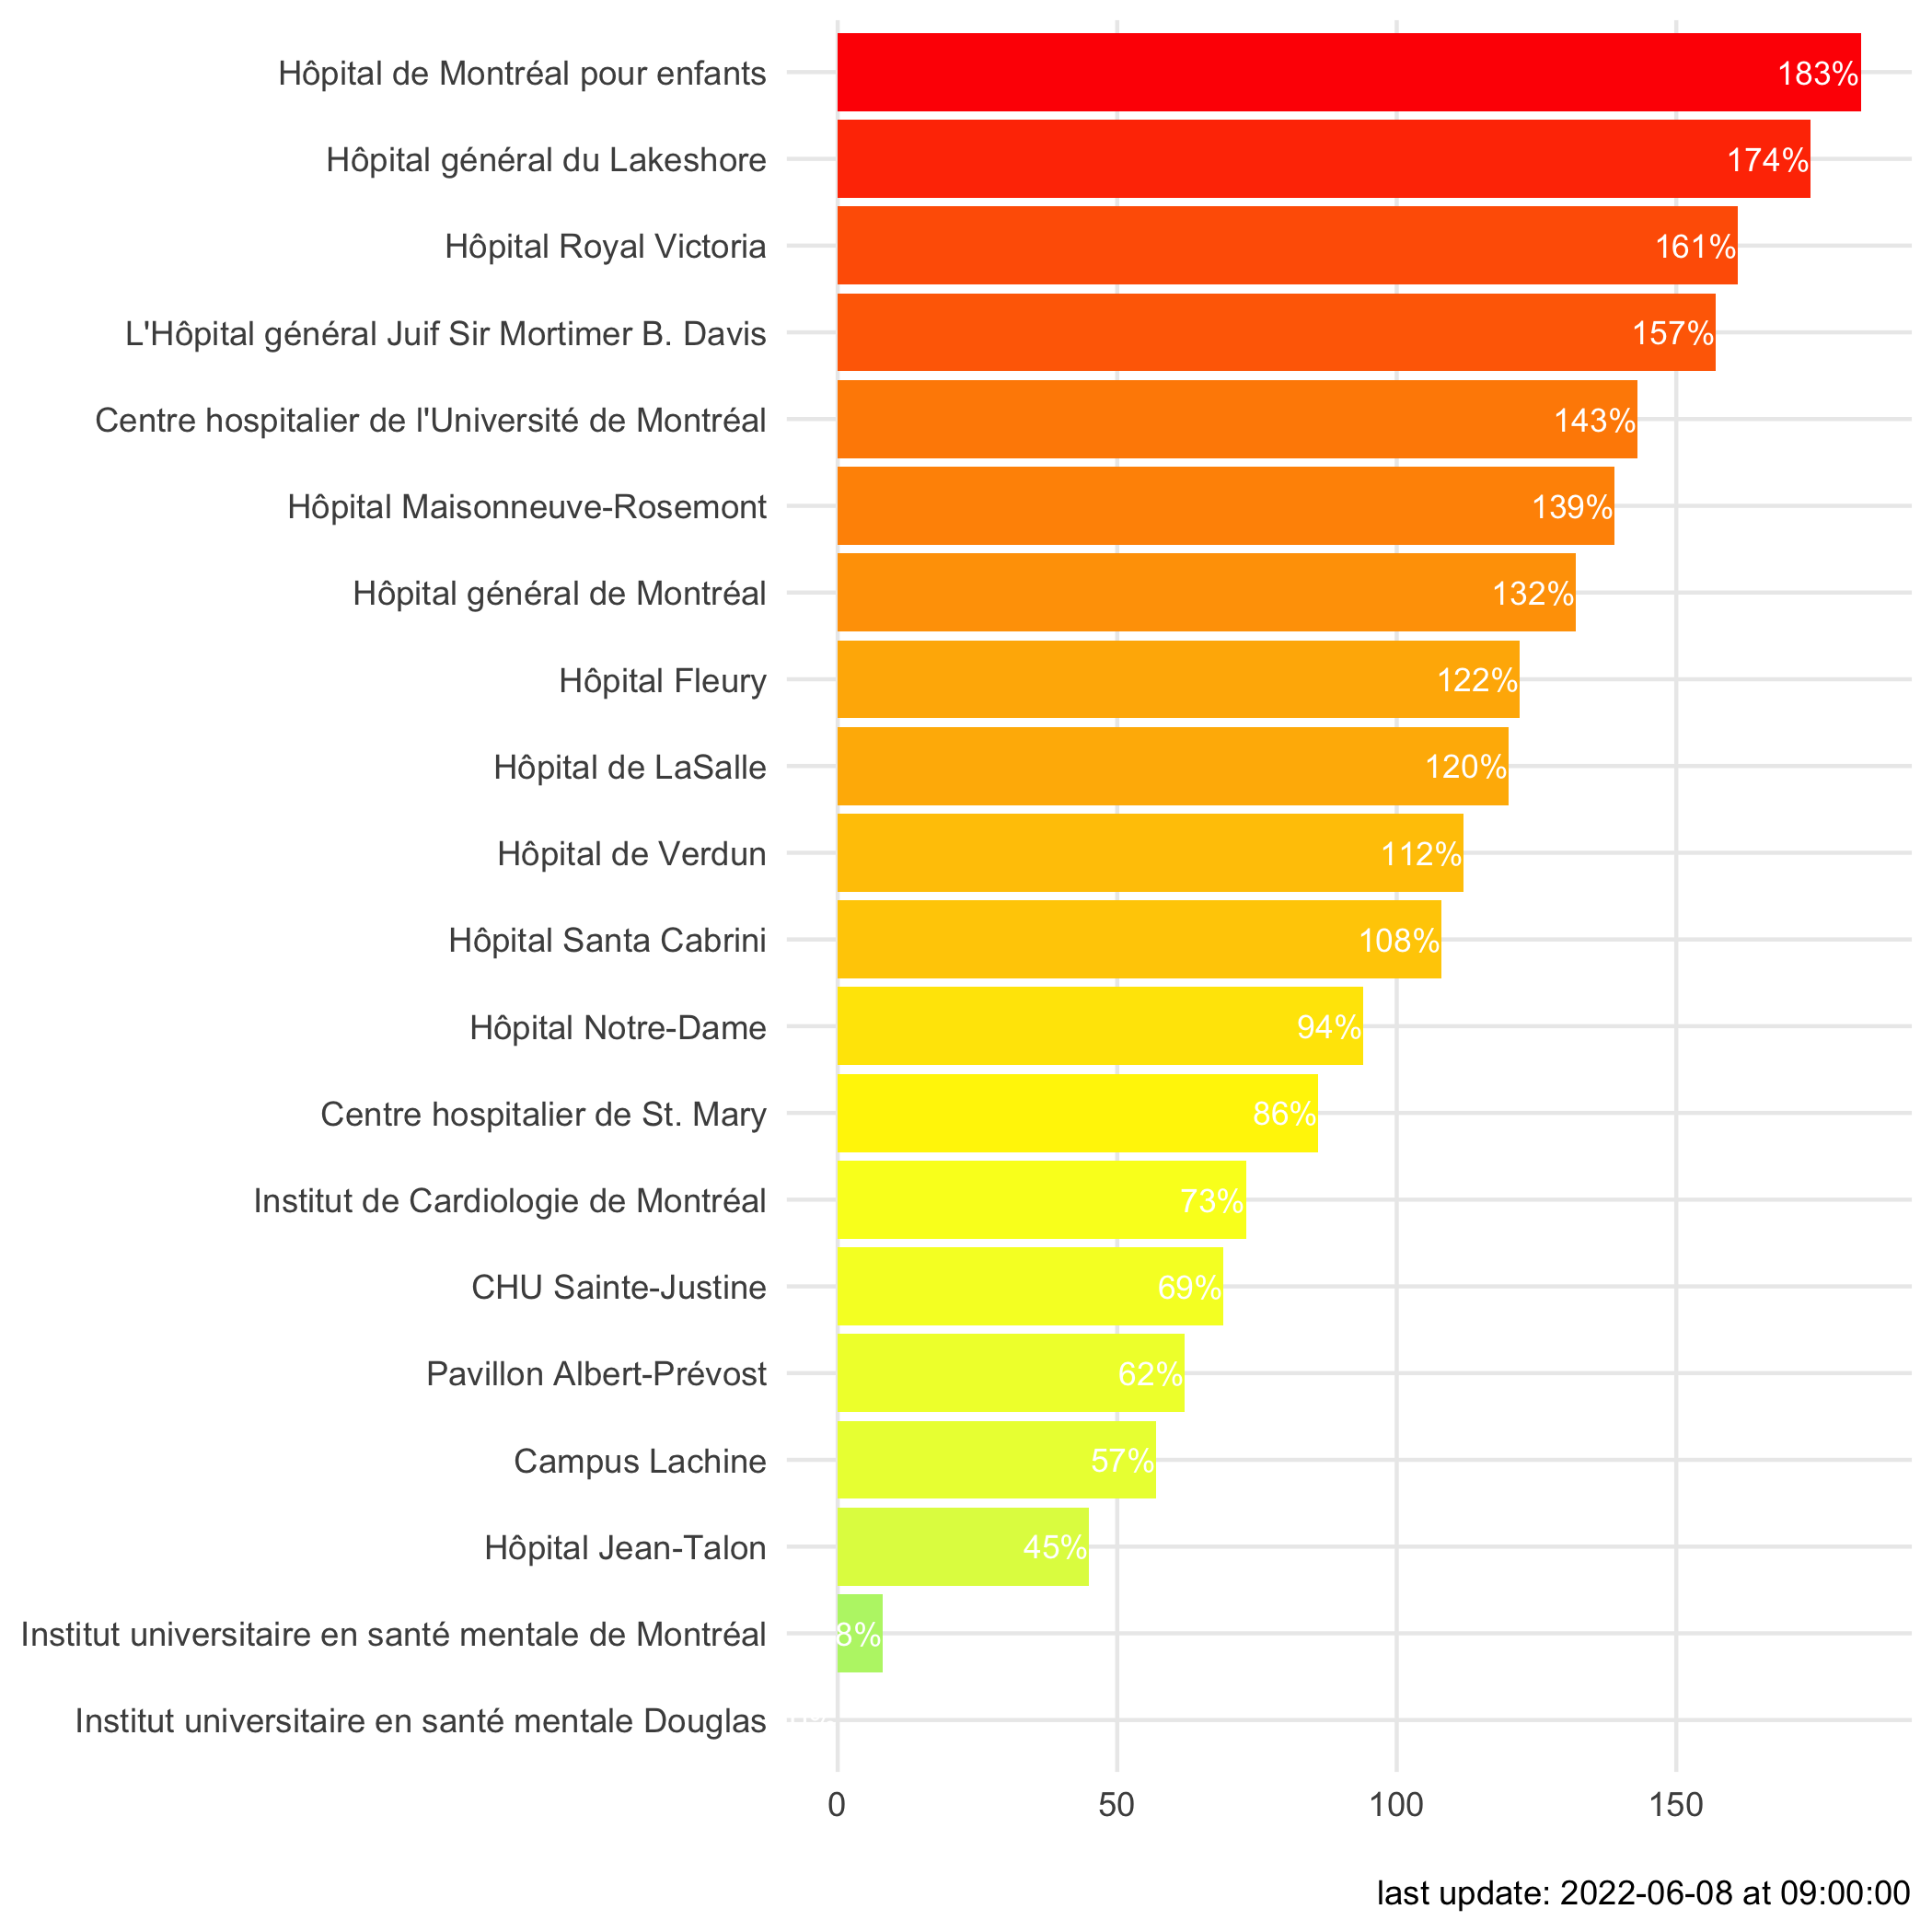 Hôpital de Montréal pour enfants 183%
Hôpital général du Lakeshore 174%
Hôpital Royal Victoria 161%
L'Hôpital général Juif Sir Mortimer B. Davis 157%
Centre hospitalier de l'Université de Montréal 143%
Hôpital Maisonneuve-Rosemont 139%
Hôpital général de Montréal 132%
Hôpital Fleury 122%
Hôpital de LaSalle 120%
Hôpital de Verdun 112%
Hôpital Santa Cabrini 108%
Hôpital Notre-Dame 94%
Centre hospitalier de St. Mary 86%
Institut de Cardiologie de Montréal 73%
CHU Sainte-Justine 69%
Pavillon Albert-Prévost 62%
Campus Lachine 57%
Hôpital Jean-Talon 45%
Institut universitaire en santé mentale de Montréal 8%
Institut universitaire en santé mentale Douglas
0 50 100 150
last update: 2022-06-08 at 09:00:00